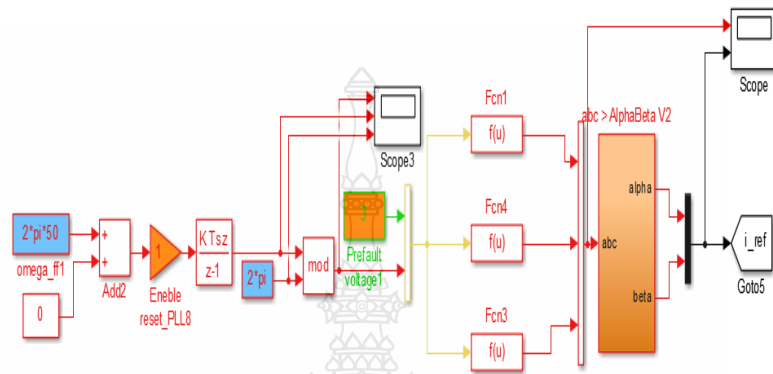 Scope
Fcn1
abc > AlphaBeta V2
f(u)
Scope3
alpha
2*pi*50
+
+
omega_ff1
Add2
1
Eneble
reset_PLL8
KTsz
z-1
mod
2*pi
Prefault
voltage1
Fcn4
f(u)
abc
i_ref
Goto5
0
beta
Fcn3
f(u)